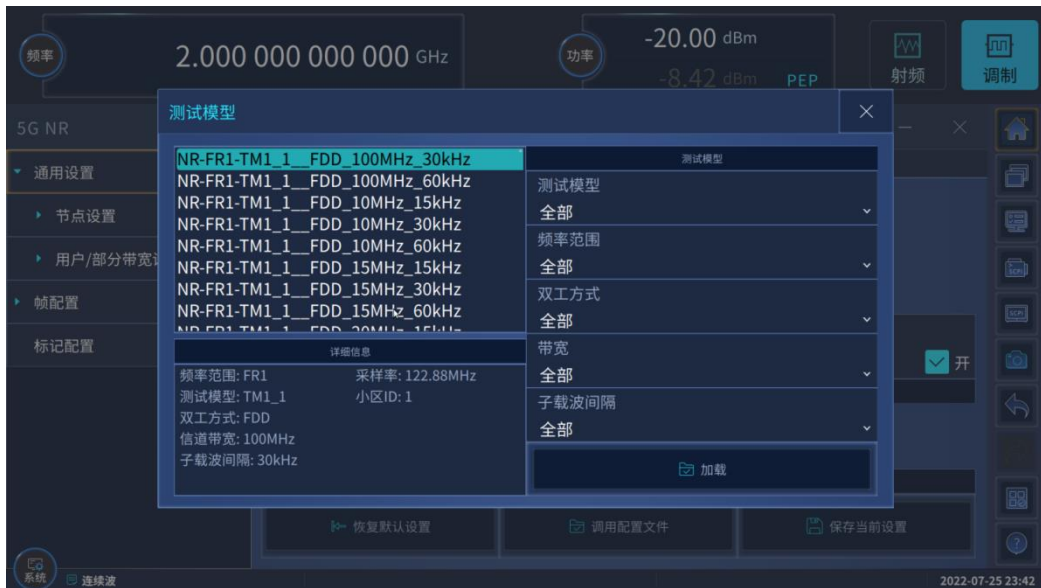 频率
2.000 000 000 000 GHz
功率
-20.00 dBm
-8.42 dBm PEP
射频
调制
测试模型
5G NR
通用设置
节点设置
用户/部分带宽
帧配置
标记配置
NR-FR1-TM1_1__FDD_100MHz_30kHz
NR-FR1-TM1_1__FDD_100MHz_60kHz
NR-FR1-TM1_1__FDD_10MHz_15kHz
NR-FR1-TM1_1__FDD_10MHz_30kHz
NR-FR1-TM1_1__FDD_10MHz_60kHz
NR-FR1-TM1_1__FDD_15MHz_15kHz
NR-FR1-TM1_1__FDD_15MHz_30kHz
NR-FR1-TM1_1__FDD_15MHz_60kHz
NR-FR1-TM1_1__FDD_20MHz_15kHz
详细信息
频率范围: FR1 采样率: 122.88MHz
测试模型: TM1_1 小区ID: 1
双工方式: FDD
信道带宽: 100MHz
子载波间隔: 30kHz
测试模型
测试模型
全部
频率范围
全部
双工方式
全部
带宽
全部
子载波间隔
全部
加载
开
SCPI
SCPI
恢复默认设置
调用配置文件
保存当前设置
系统
连续波
2022-07-25 23:42